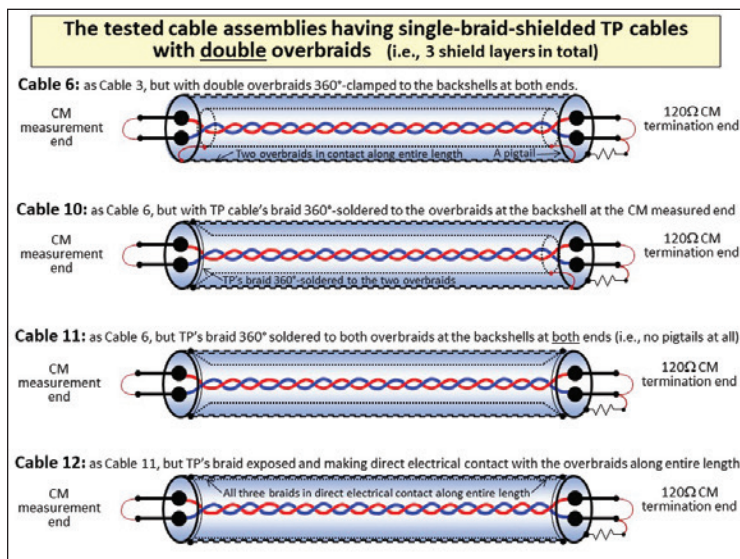 The tested cable assemblies having single-braid-shielded TP cables
with double overbraids (i.e., 3 shield layers in total)
Cable 6: as Cable 3, but with double overbraids 360°-clamped to the backshells at both ends.
CM
measurement
end
Two overbraids in contact along entire length
A pigtail
120Ω CM
termination end
Cable 10: as Cable 6, but with TP cable's braid 360°-soldered to the overbraids at the backshell at the CM measured end
CM
measurement
end
TP's braid 360°-soldered to the two overbraids
120Ω CM
termination end
Cable 11: as Cable 6, but TP's braid 360° soldered to both overbraids at the backshells at both ends (i.e., no pigtails at all)
CM
measurement
end
120Ω CM
termination end
Cable 12: as Cable 11, but TP's braid exposed and making direct electrical contact with the overbraids along entire length
CM
measurement
end
All three braids in direct electrical contact along entire length
120Ω CM
termination end